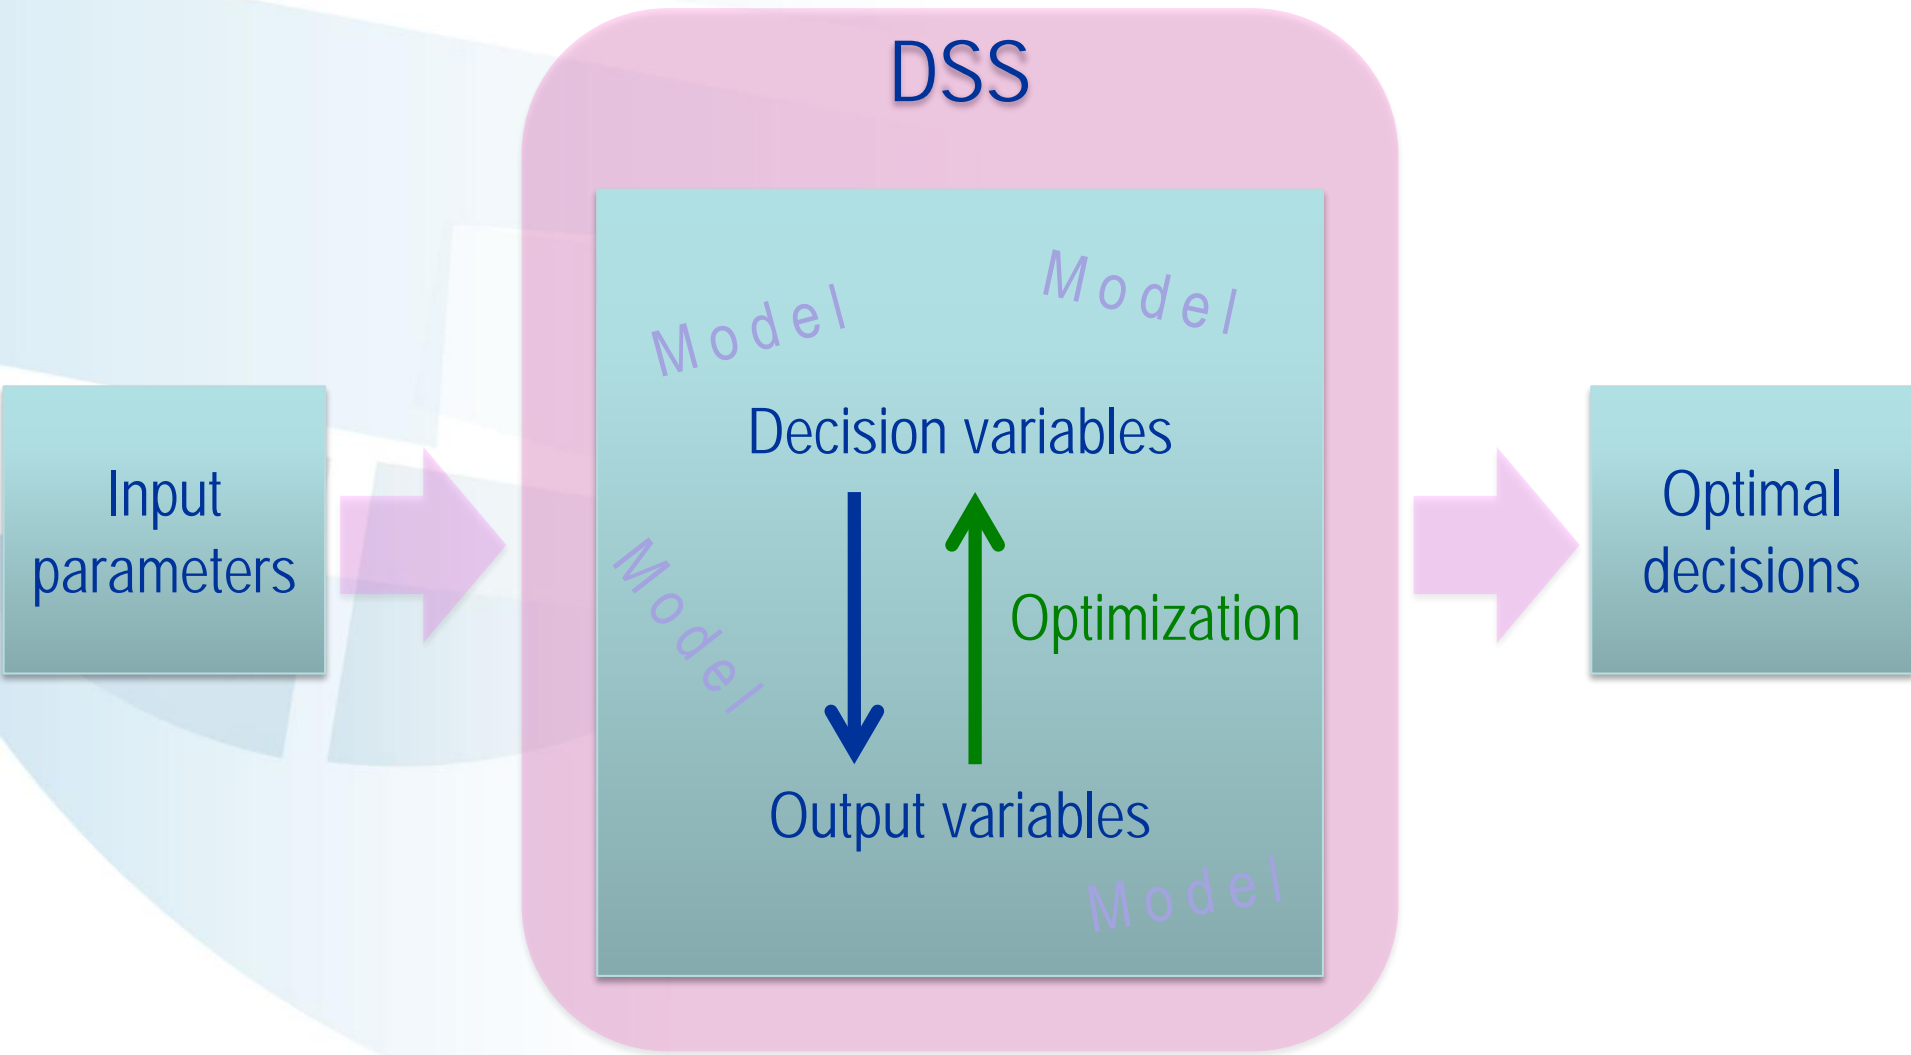 DSS
Model
Model
Decision variables
Input
parameters
Model
Optimization
Optimal
decisions
Output variables
Model